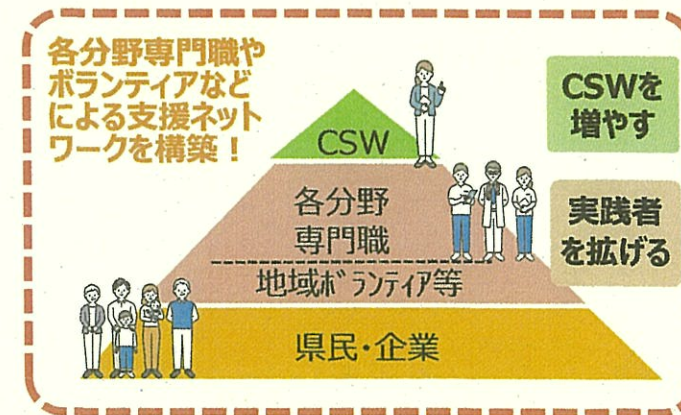 各分野専門職や
ボランティアなど
による支援ネット
ワークを構築！
CSW
CSWを
増やす
各分野
専門職
実践者
を拡げる
地域ボランティア等
県民・企業